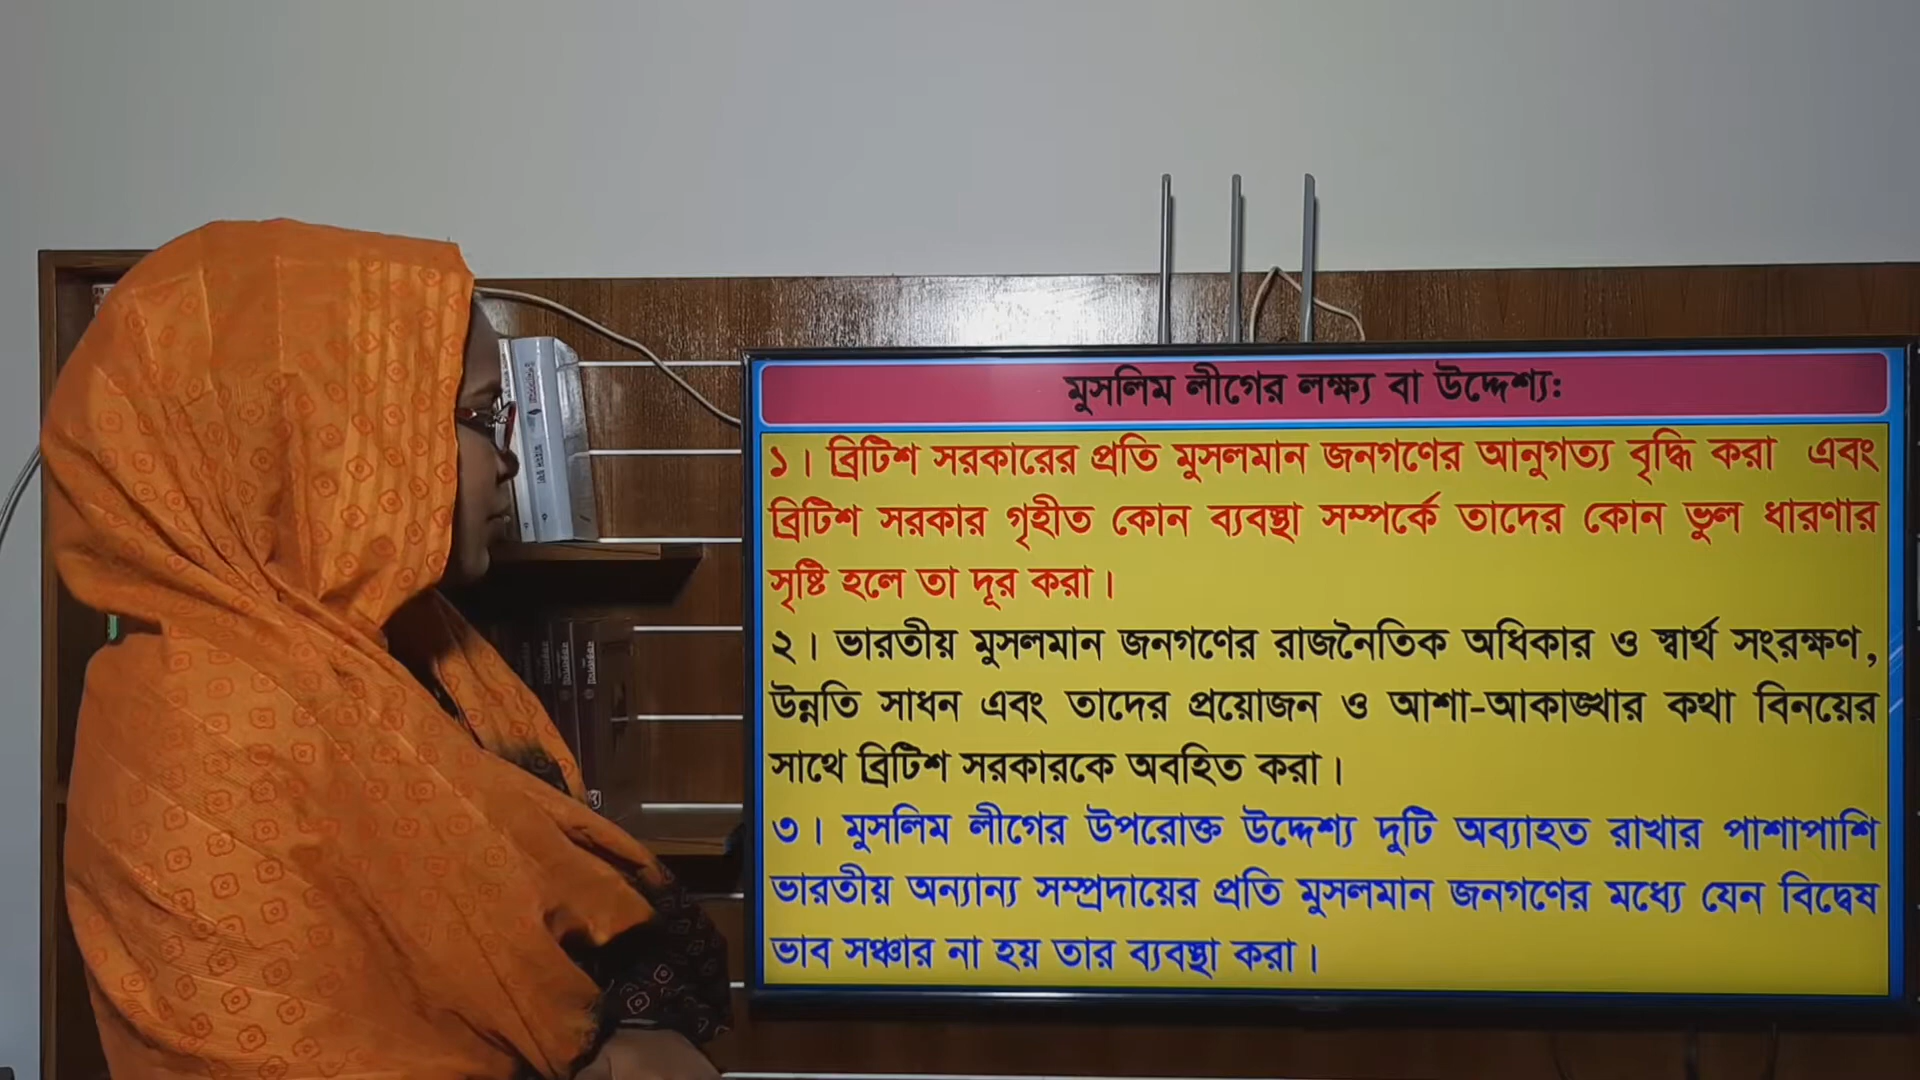 মুসলিম লীগের লক্ষ্য বা উদ্দেশ্য:
১। ব্রিটিশ সরকারের প্রতি মুসলমান জনগণের আনুগত্য বৃদ্ধি করা এবং
ব্রিটিশ সরকার গৃহীত কোন ব্যবস্থা সম্পর্কে তাদের কোন ভুল ধারণার
সৃষ্টি হলে তা দূর করা।
২। ভারতীয় মুসলমান জনগণের রাজনৈতিক অধিকার ও স্বার্থ সংরক্ষণ,
উন্নতি সাধন এবং তাদের প্রয়োজন ও আশা-আকাঙ্খার কথা বিনয়ের
সাথে ব্রিটিশ সরকারকে অবহিত করা।
৩। মুসলিম লীগের উপরোক্ত উদ্দেশ্য দুটি অব্যাহত রাখার পাশাপাশি
ভারতীয় অন্যান্য সম্প্রদায়ের প্রতি মুসলমান জনগণের মধ্যে যেন বিদ্বেষ
ভাব সঞ্চার না হয় তার ব্যবস্থা করা।